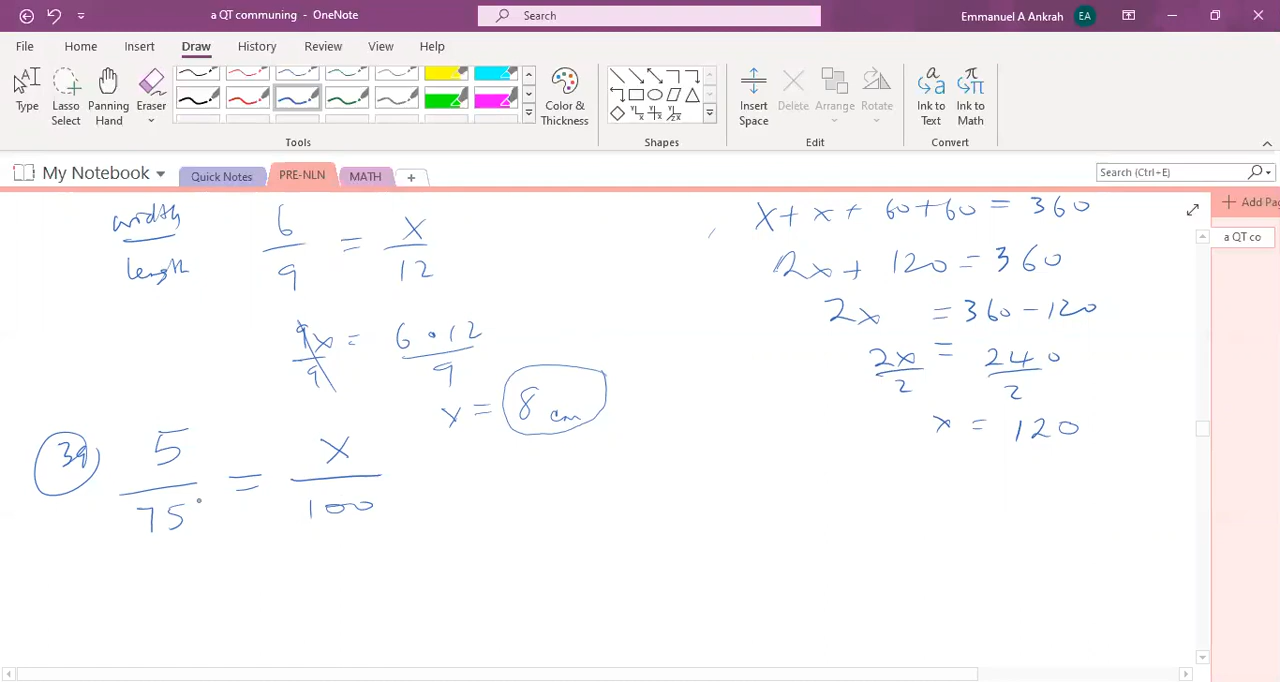 a QT communing - OneNote
Search
Emmanuel A Ankrah
EA
File Home Insert Draw History Review View Help
Type
Lasso Select
Panning Hand
Eraser
Color & Thickness
Insert Space
Delete
Arrange
Rotate
Ink to Text
Ink to Math
Tools
Shapes
Edit
Convert
My Notebook
Quick Notes
PRE-NLN
MATH
+
Search (Ctrl+E)
+ Add Pag
a QT co
width / length
6/9 = x/12
9x/9 = 6 · 12/9
x = 8 cm
39 5/75 = x/100
x + x + 60 + 60 = 360
2x + 120 = 360
2x = 360 - 120
2x/2 = 240/2
x = 120